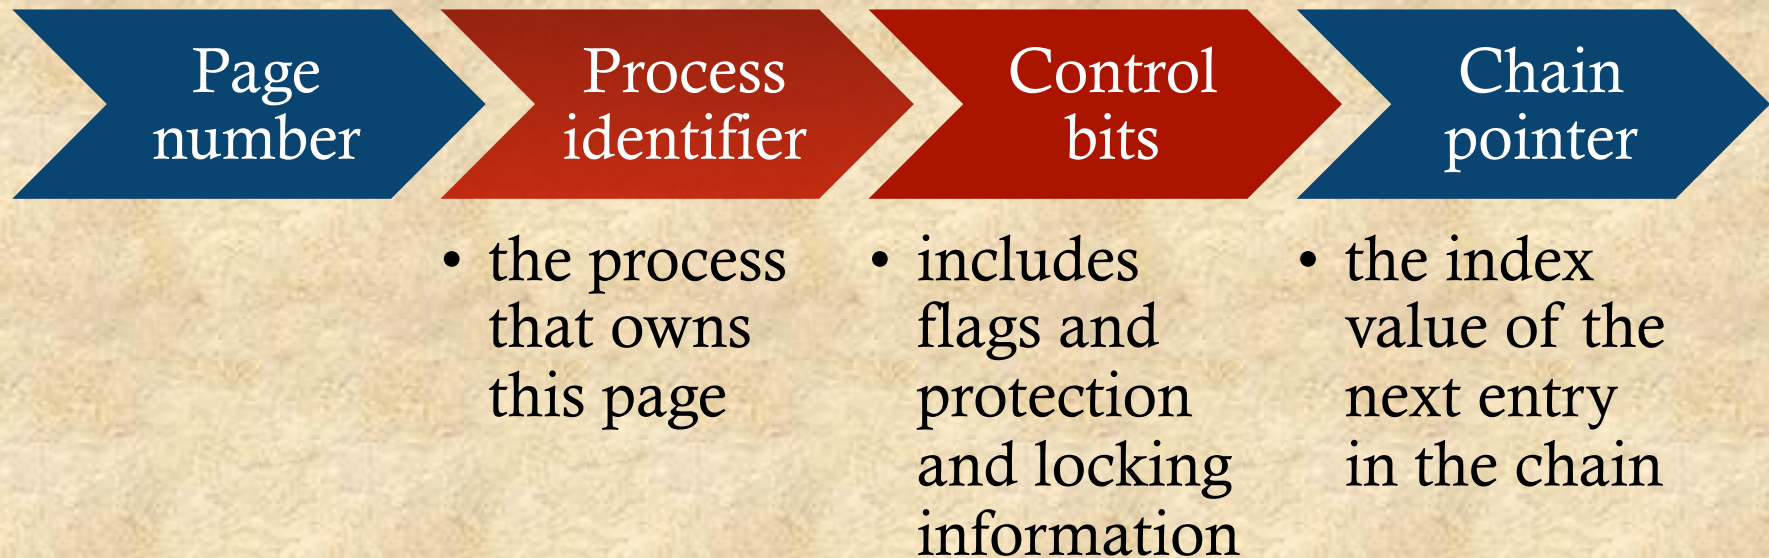 Page
number
Process
identifier
Control
bits
Chain
pointer
• the process
that owns
this page
• includes
flags and
protection
and locking
information
• the index
value of the
next entry
in the chain